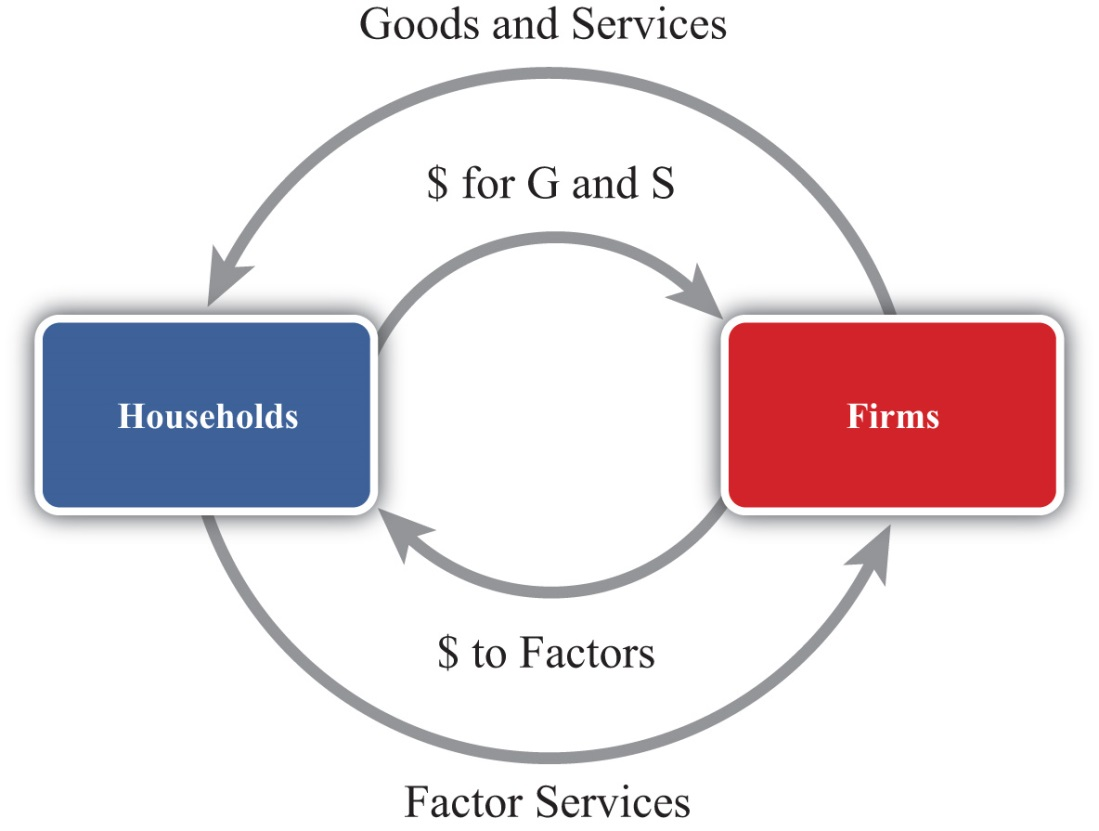 Goods and Services
$ for G and S
Households
Firms
$ to Factors
Factor Services